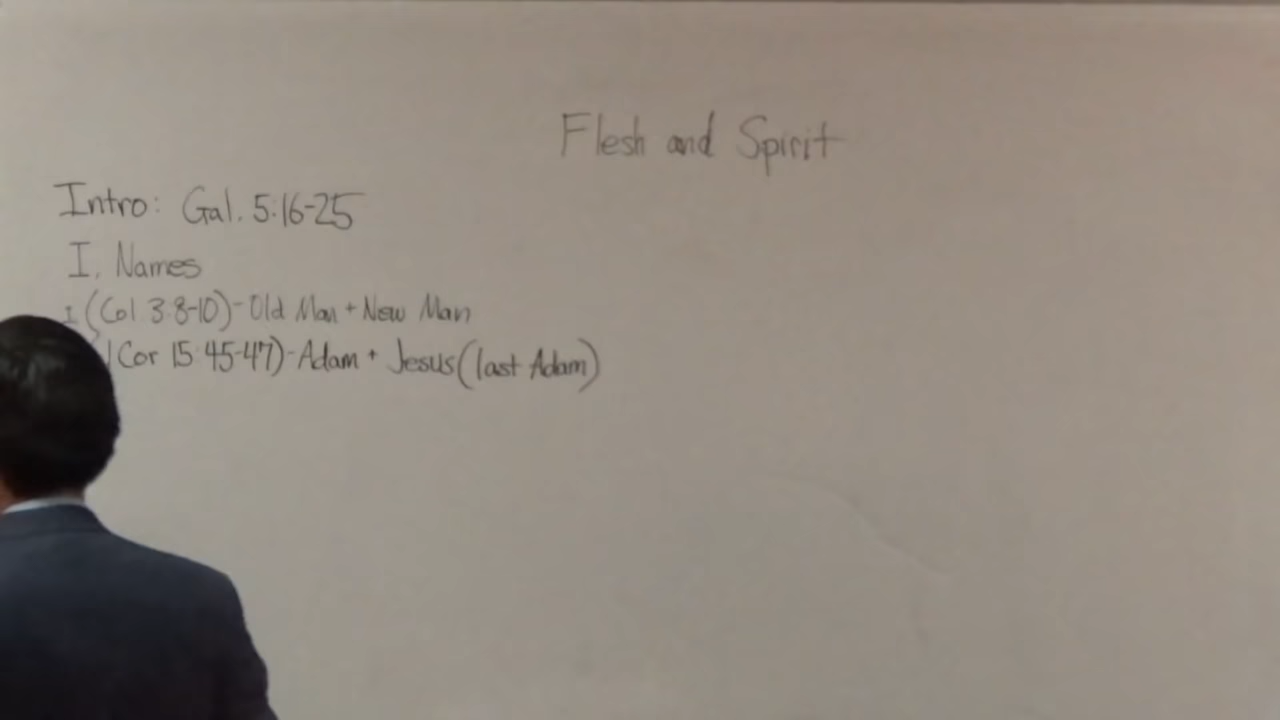 Flesh and Spirit
Intro: Gal. 5:16-25
I. Names
(Col 3:8-10)-Old Man + New Man
1 Cor 15:45-47)-Adam + Jesus (last Adam)